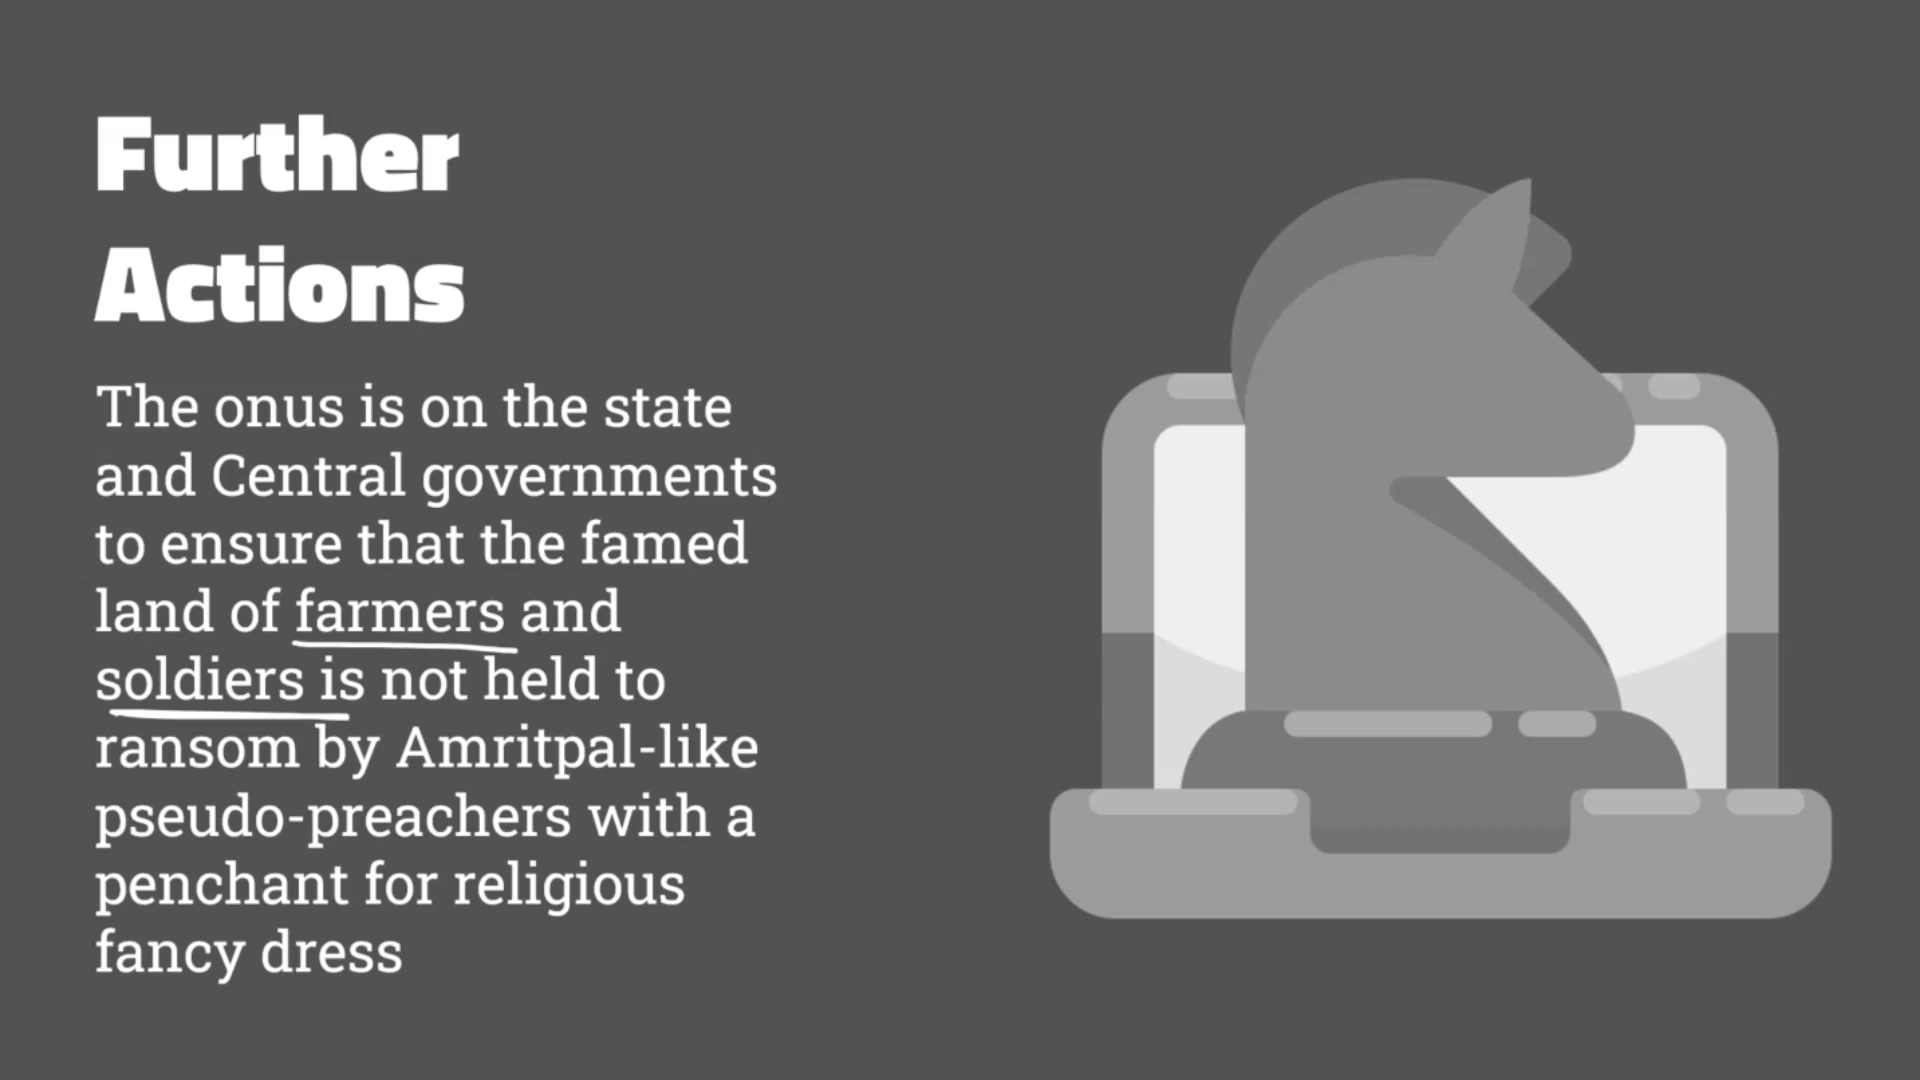 Further
Actions
The onus is on the state
and Central governments
to ensure that the famed
land of farmers and
soldiers is not held to
ransom by Amritpal-like
pseudo-preachers with a
penchant for religious
fancy dress